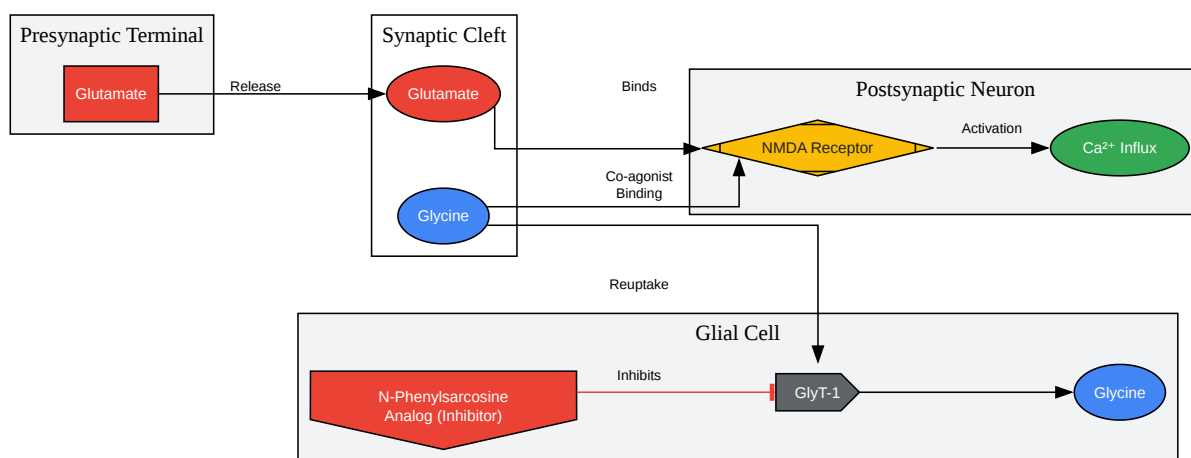 Presynaptic Terminal
Glutamate
Release
Synaptic Cleft
Glutamate
Glycine
Binds
Co-agonist
Binding
Reuptake
Postsynaptic Neuron
NMDA Receptor
Activation
Ca²⁺ Influx
Glial Cell
N-Phenylsarcosine
Analog (Inhibitor)
Inhibits
GlyT-1
Glycine